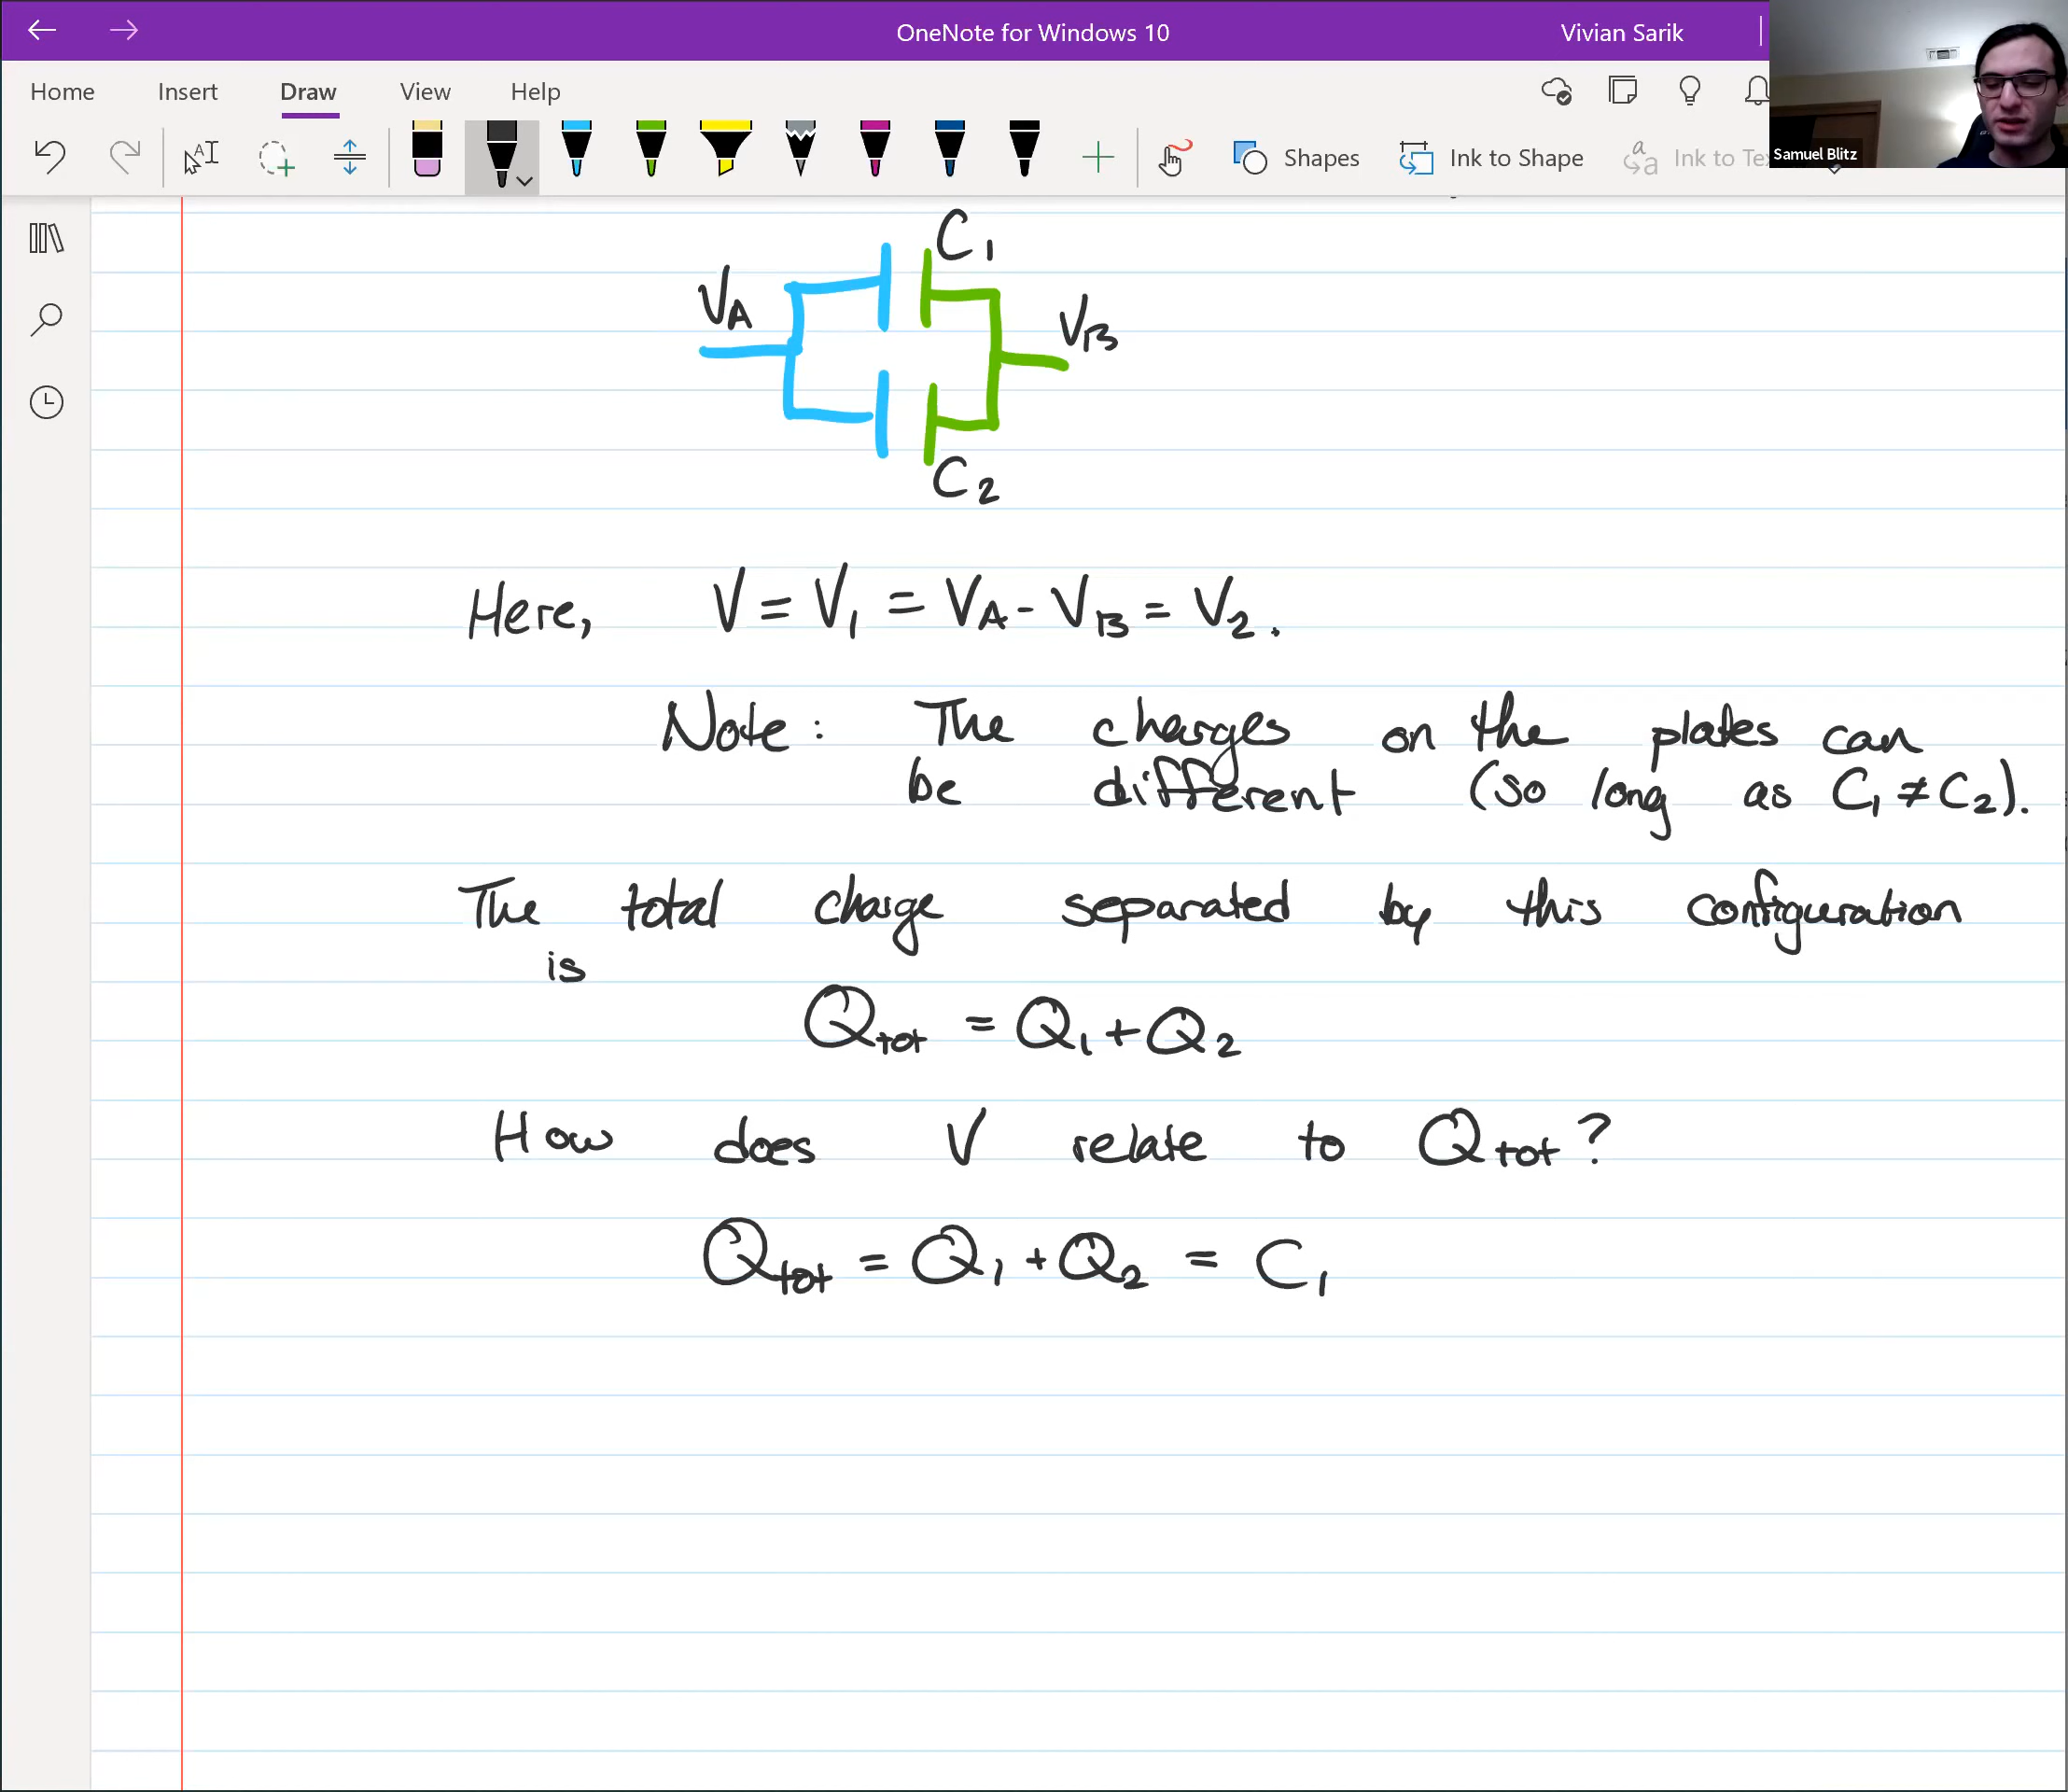 OneNote for Windows 10
Vivian Sarik
Home Insert Draw View Help
Shapes
Ink to Shape
Samuel Blitz
C1
VA
VB
C2
Here, V = V1 = VA - VB = V2.
Note: The charges on the plates can
be different (so long as C1 ≠ C2).
The total charge separated by this configuration
is
Qtot = Q1 + Q2
How does V relate to Qtot?
Qtot = Q1 + Q2 = C1